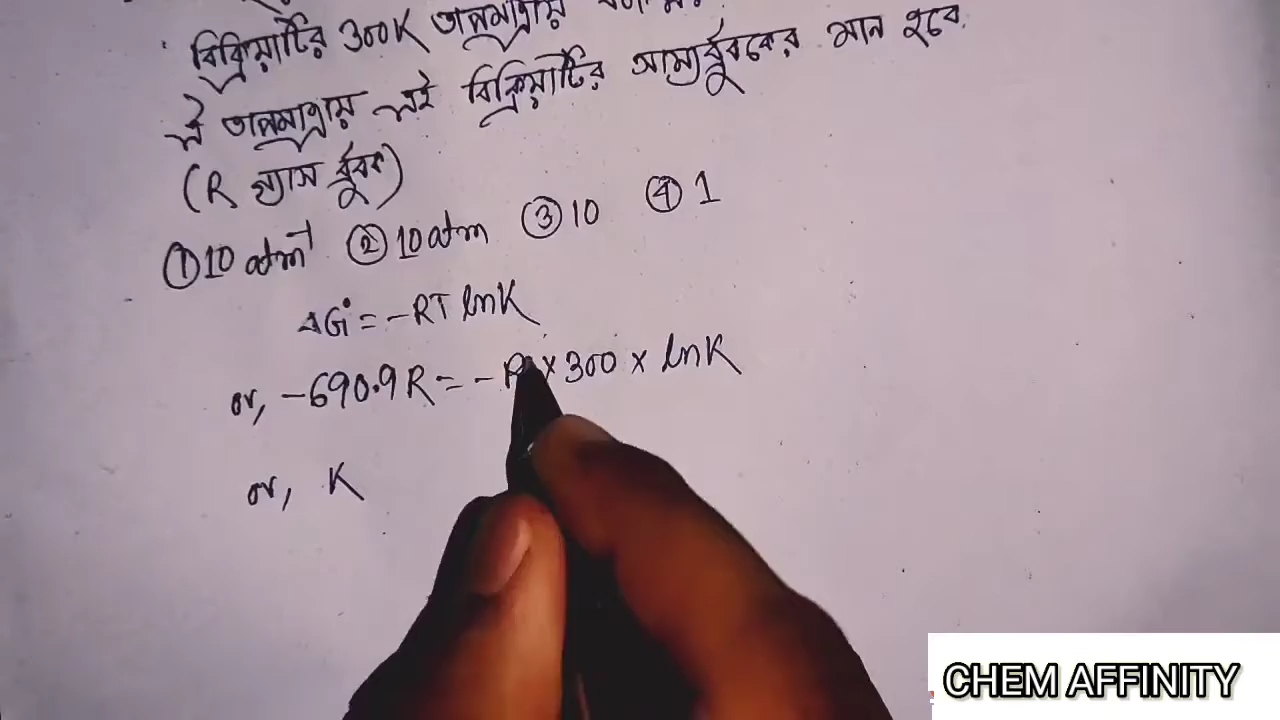 বিক্রিয়াটির 300K তাপমাত্রায়
ঐ তাপমাত্রায় এই বিক্রিয়াটির সাম্যধ্রুবকের মান হবে
(R গ্যাস ধ্রুবক)
① 10 atm⁻¹ ② 10 atm ③ 10 ④ 1
ΔG° = -RT lnK
or, -690.9 R = - R × 300 × lnK
or, K
CHEM AFFINITY